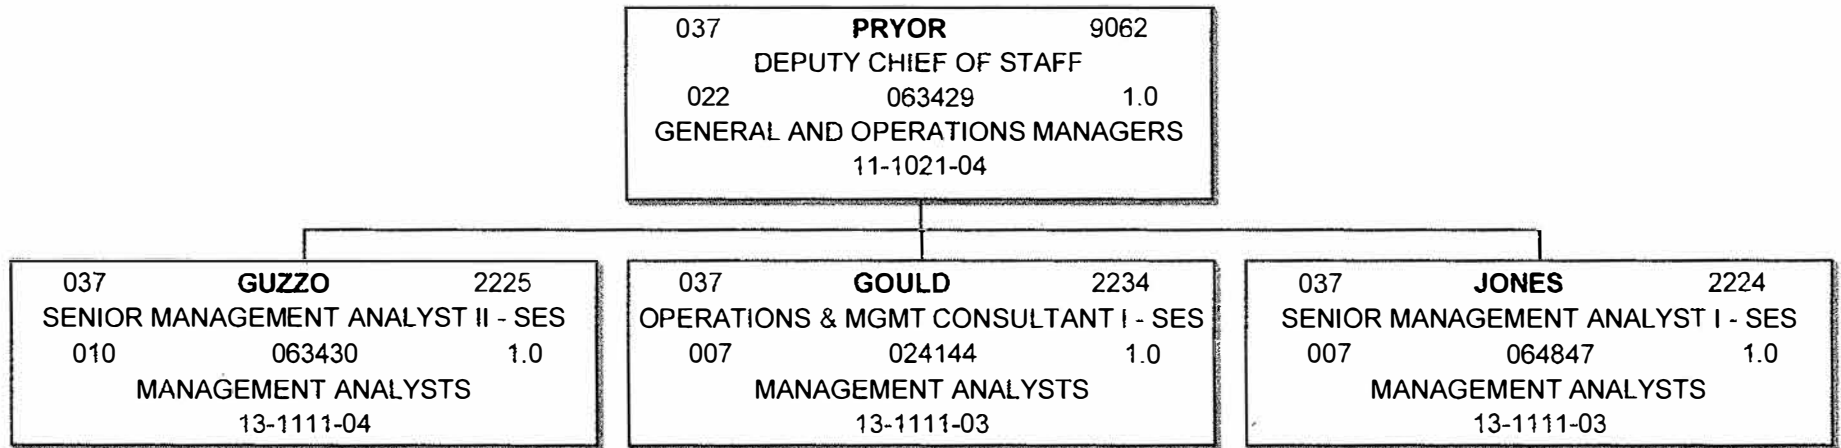 037 PRYOR 9062
DEPUTY CHIEF OF STAFF
022 063429 1.0
GENERAL AND OPERATIONS MANAGERS
11-1021-04
037 GUZZO 2225
SENIOR MANAGEMENT ANALYST II - SES
010 063430 1.0
MANAGEMENT ANALYSTS
13-1111-04
037 GOULD 2234
OPERATIONS & MGMT CONSULTANT I - SES
007 024144 1.0
MANAGEMENT ANALYSTS
13-1111-03
037 JONES 2224
SENIOR MANAGEMENT ANALYST I - SES
007 064847 1.0
MANAGEMENT ANALYSTS
13-1111-03